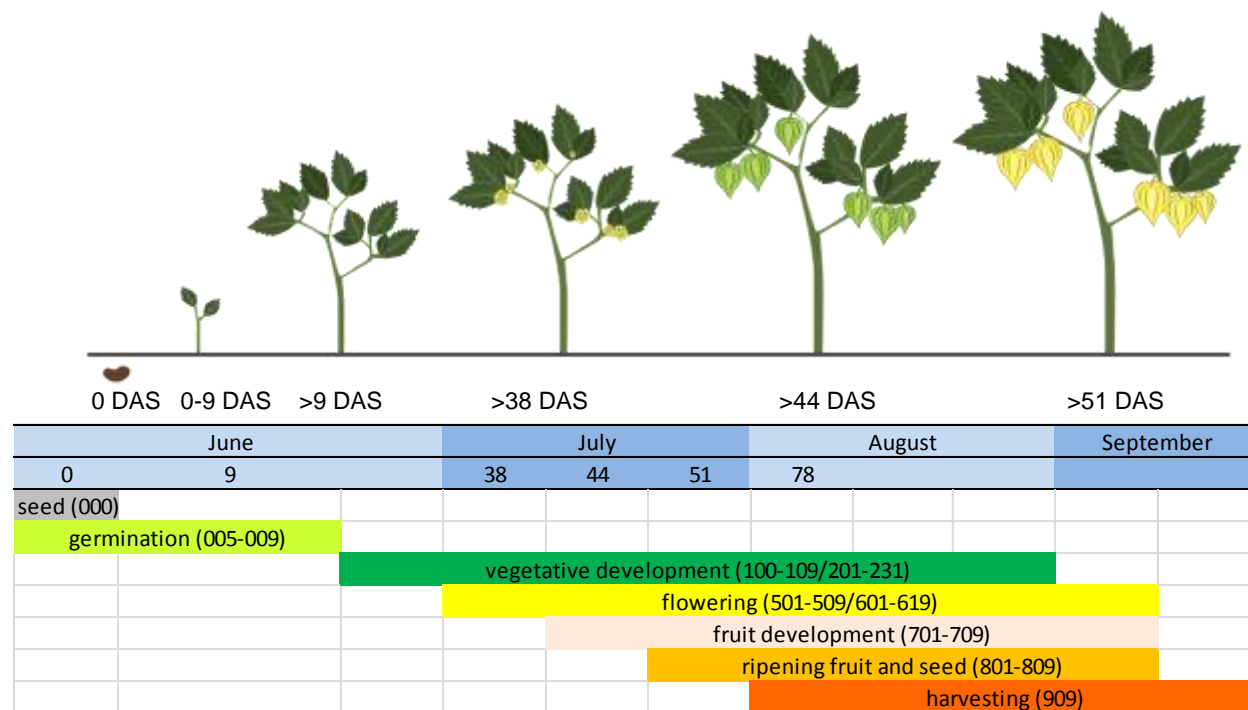 0 DAS 0-9 DAS >9 DAS >38 DAS >44 DAS >51 DAS
June July August September
0 9 38 44 51 78
seed (000)
germination (005-009)
vegetative development (100-109/201-231)
flowering (501-509/601-619)
fruit development (701-709)
ripening fruit and seed (801-809)
harvesting (909)